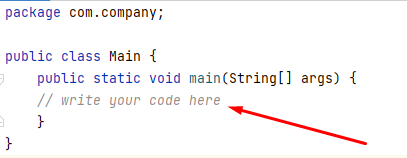 package com.company;
public class Main {
    public static void main(String[] args) {
    // write your code here
    }
}